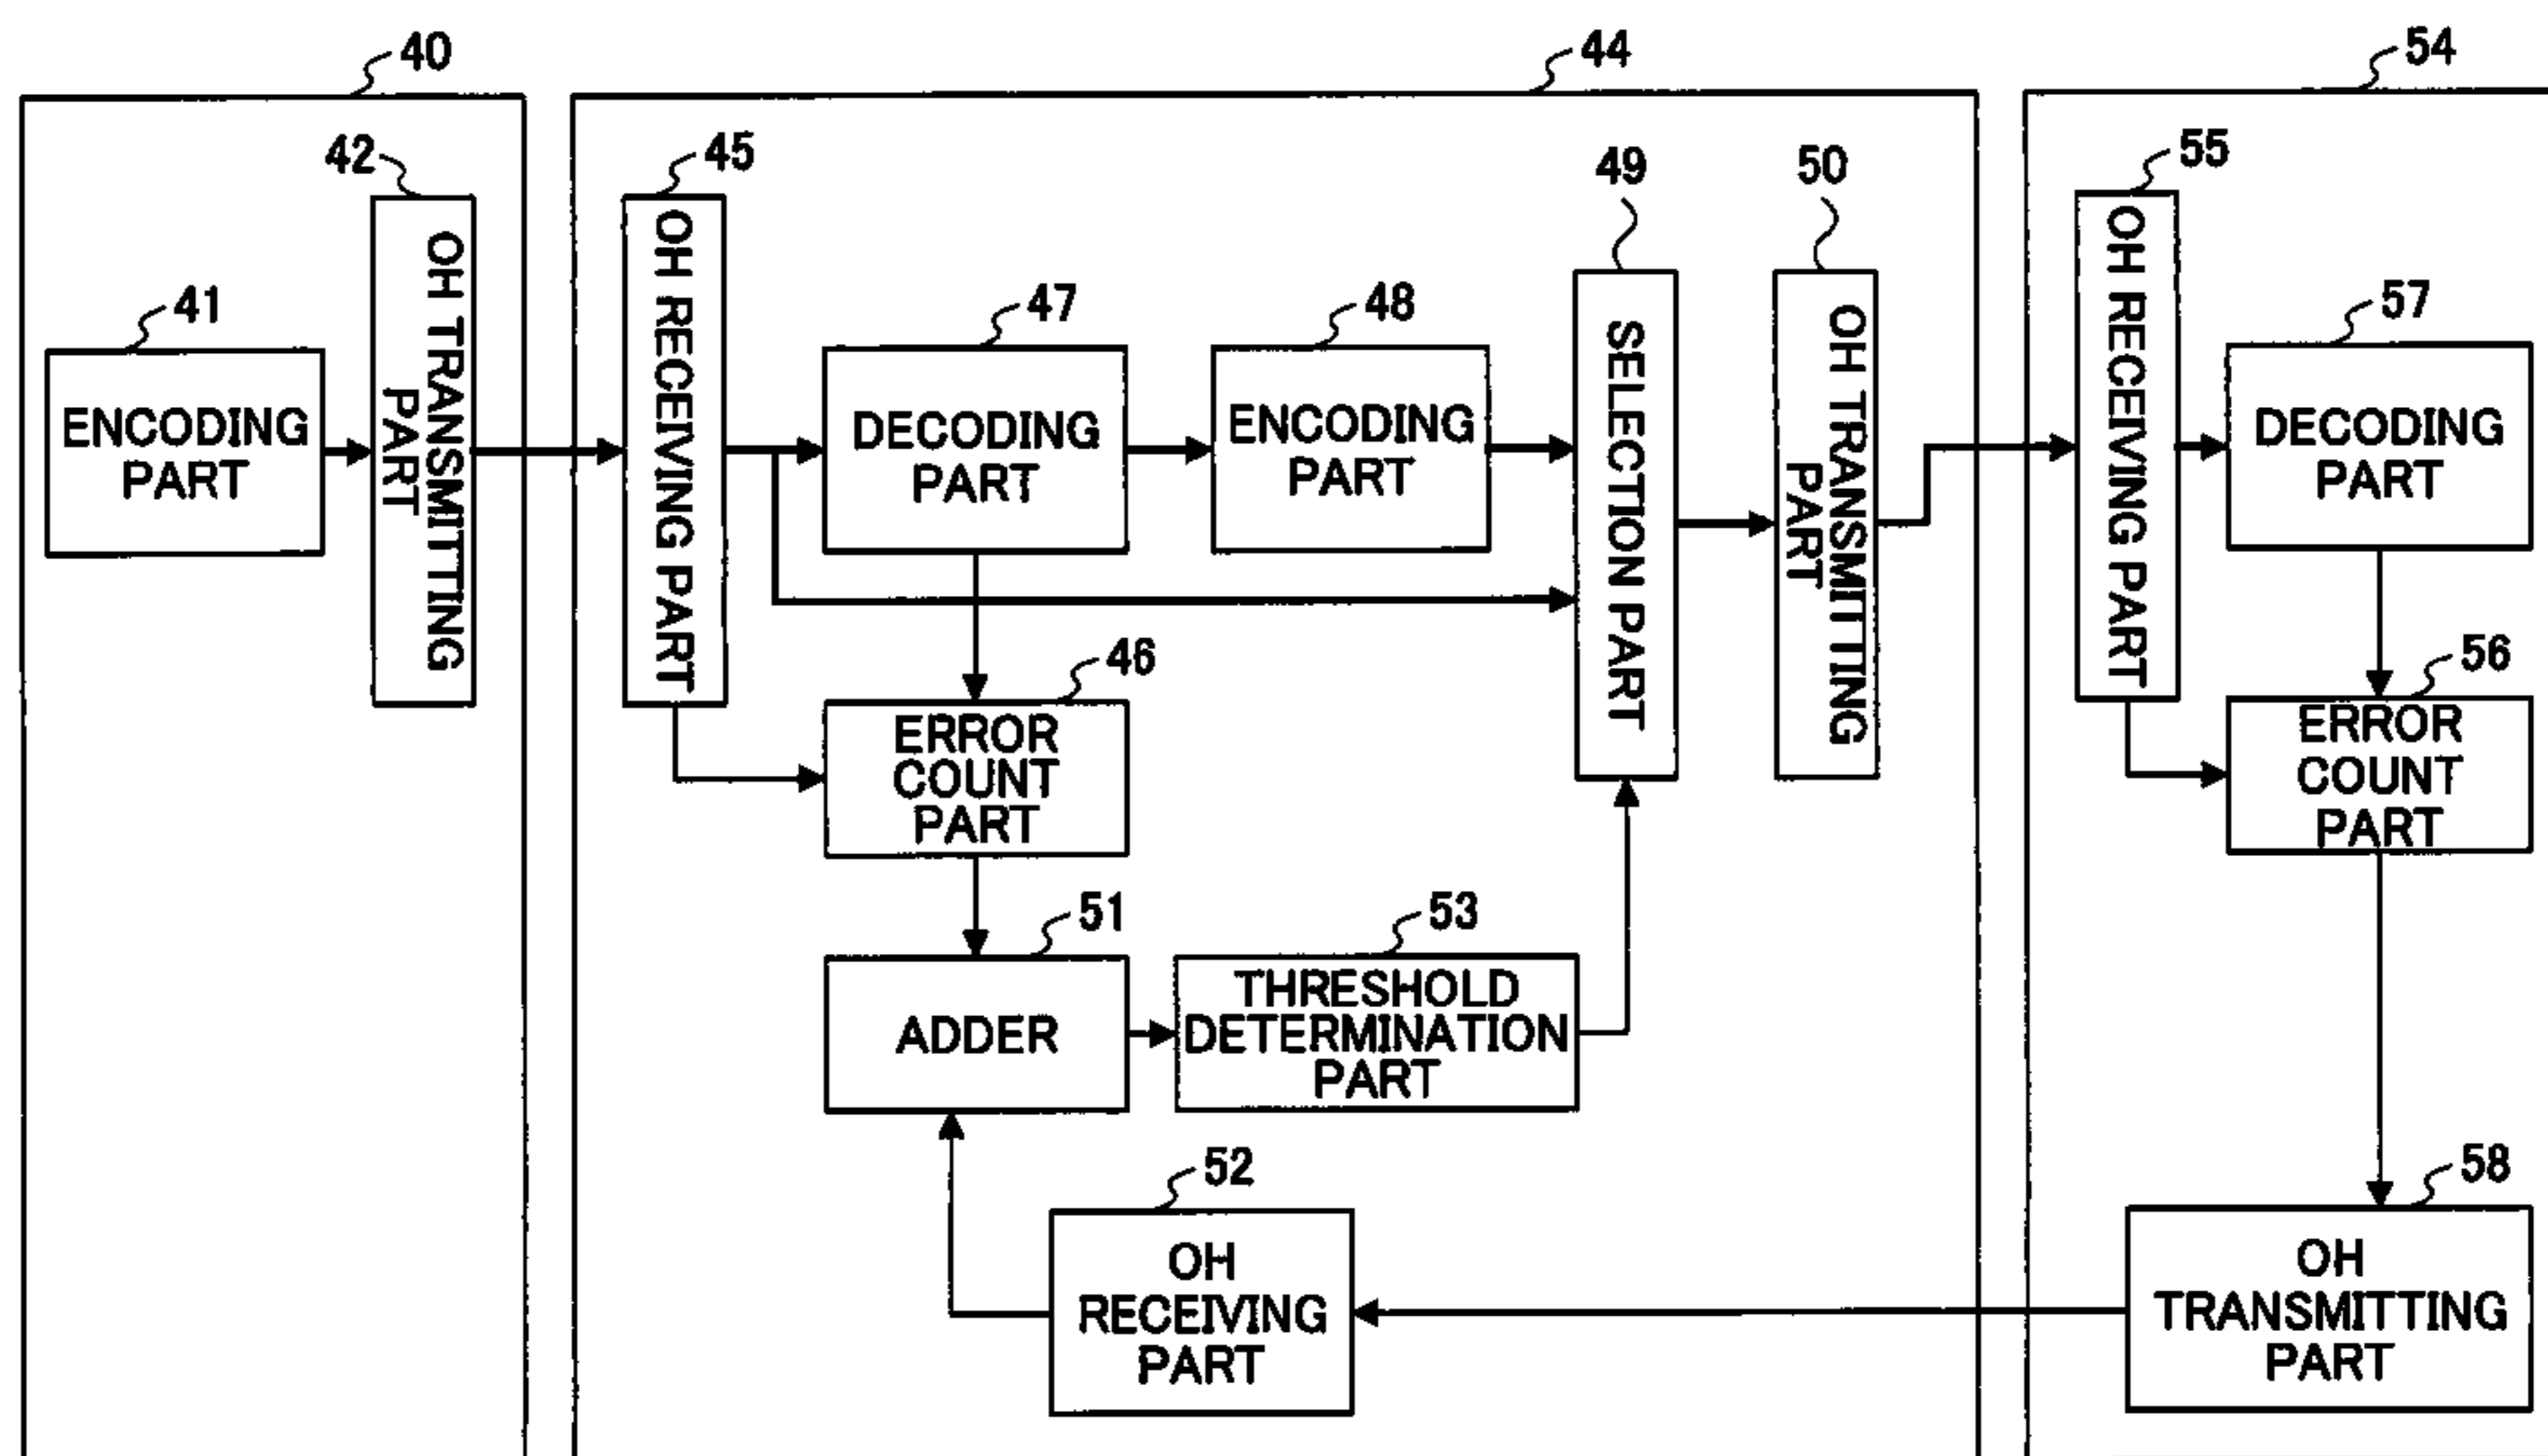 40
44
54
42
45
49
50
55
OH TRANSMITTING
PART
OH RECEIVING PART
SELECTION PART
OH TRANSMITTING
PART
OH RECEIVING PART
41
47
48
57
ENCODING
PART
DECODING
PART
ENCODING
PART
DECODING
PART
46
56
ERROR
COUNT
PART
ERROR
COUNT
PART
51
53
ADDER
THRESHOLD
DETERMINATION
PART
52
58
OH
RECEIVING
PART
OH
TRANSMITTING
PART